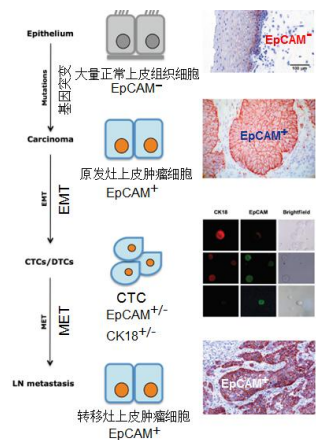 Epithelium
EpCAM⁻
100 μm
大量正常上皮组织细胞
EpCAM⁻
Mutations
基因突变
Carcinoma
EpCAM⁺
原发灶上皮肿瘤细胞
EpCAM⁺
EMT
EMT
CK18 EpCAM Brightfield
CTCs/DTCs
CTC
EpCAM⁺/⁻
CK18⁺/⁻
MET
MET
LN metastasis
EpCAM⁺
转移灶上皮肿瘤细胞
EpCAM⁺